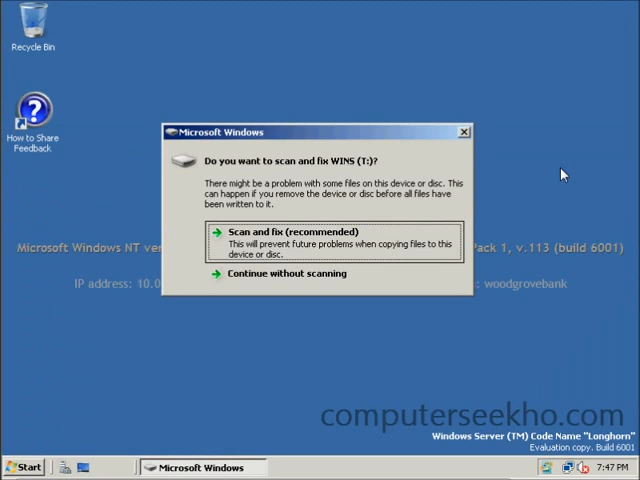 Recycle Bin
How to Share
Feedback
Microsoft Windows
Do you want to scan and fix WINS (T:)?
There might be a problem with some files on this device or disc. This
can happen if you remove the device or disc before all files have
been written to it.
Scan and fix (recommended)
This will prevent future problems when copying files to this
device or disc.
Continue without scanning
Microsoft Windows NT ver
Pack 1, v.113 (build 6001)
IP address: 10.0
: woodgrovebank
computerseekho.com
Windows Server (TM) Code Name "Longhorn"
Evaluation copy. Build 6001
Start
Microsoft Windows
7:47 PM